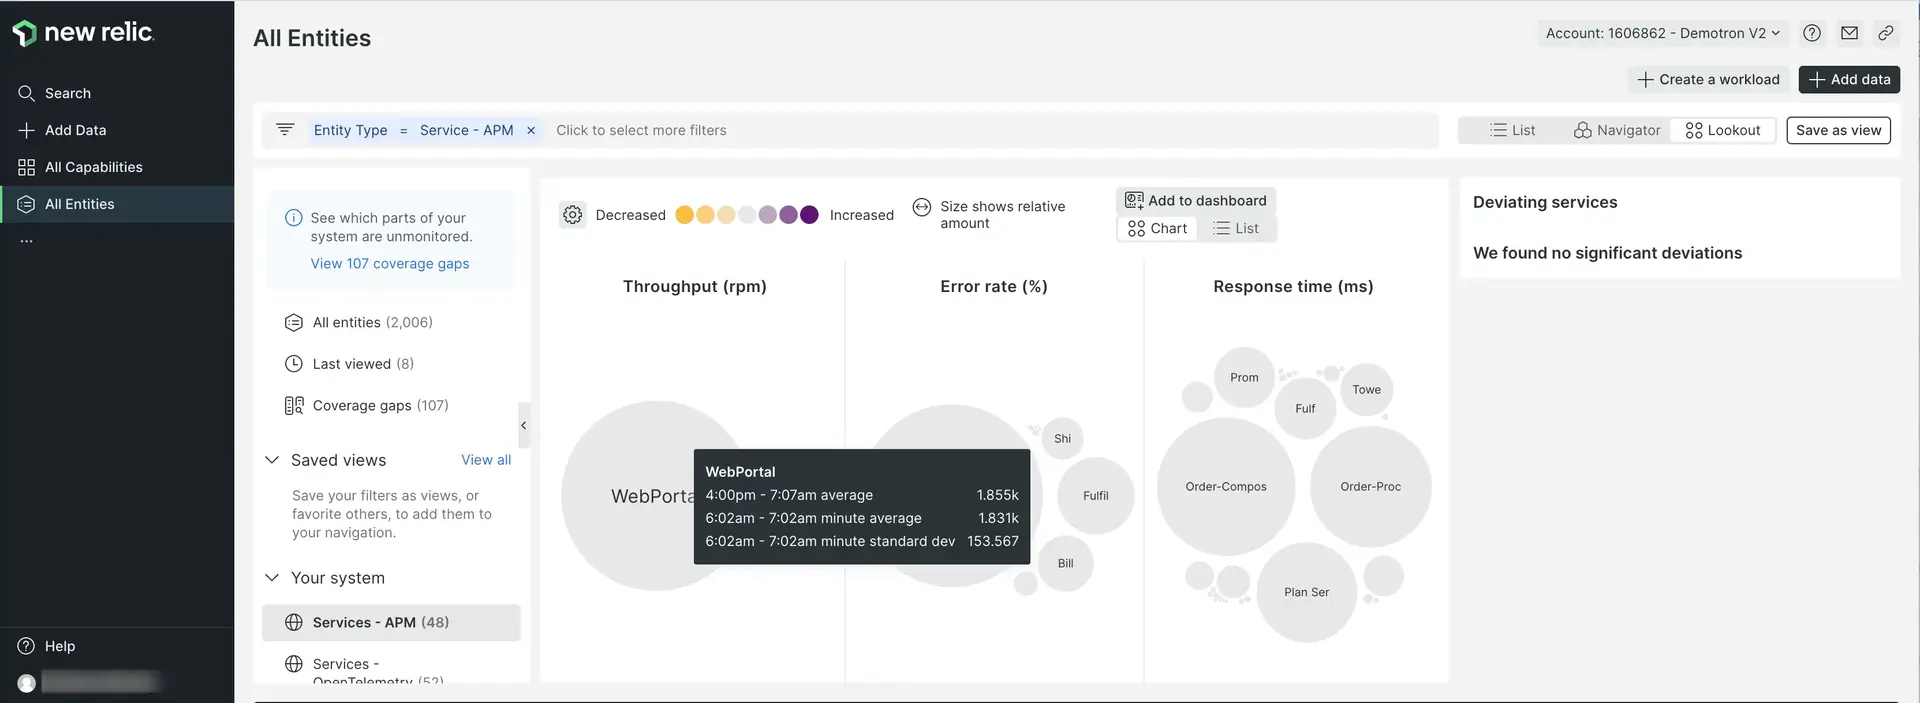 new relic.
Search
Add Data
All Capabilities
All Entities
...
Help
All Entities
Account: 1606862 - Demotron V2
Create a workload
Add data
Entity Type = Service - APM ×
Click to select more filters
List
Navigator
Lookout
Save as view
See which parts of your
system are unmonitored.
View 107 coverage gaps
All entities (2,006)
Last viewed (8)
Coverage gaps (107)
Saved views
View all
Save your filters as views, or
favorite others, to add them to
your navigation.
Your system
Services - APM (48)
Services -
OpenTelemetry (52)
Decreased
Increased
Size shows relative
amount
Add to dashboard
Chart
List
Throughput (rpm)
WebPorta
Error rate (%)
Shi
Fulfil
Bill
WebPortal
4:00pm - 7:07am average 1.855k
6:02am - 7:02am minute average 1.831k
6:02am - 7:02am minute standard dev 153.567
Response time (ms)
Prom
Fulf
Towe
Order-Compos
Order-Proc
Plan Ser
Deviating services
We found no significant deviations